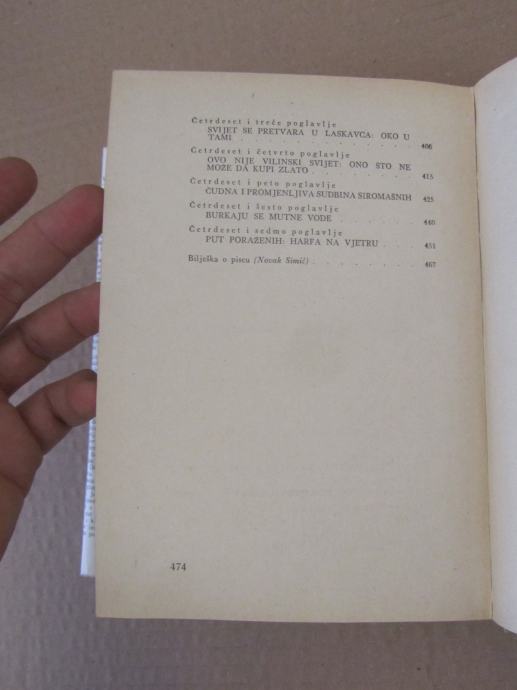 Četrdeset i treće poglavlje
SVIJET SE PRETVARA U LASKAVCA: OKO U
TAMI . . . . . . . . . . . . . . 406
Četrdeset i četvrto poglavlje
OVO NIJE VILINSKI SVIJET: ONO ŠTO NE
MOŽE DA KUPI ZLATO . . . . . . . . 415
Četrdeset i peto poglavlje
ČUDNA I PROMJENLJIVA SUDBINA SIROMAŠNIH 425
Četrdeset i šesto poglavlje
BURKAJU SE MUTNE VODE . . . . . . 440
Četrdeset i sedmo poglavlje
PUT PORAŽENIH: HARFA NA VJETRU . . . 451
Bilješka o piscu (Novak Simić) . . . . . . . . 467
474